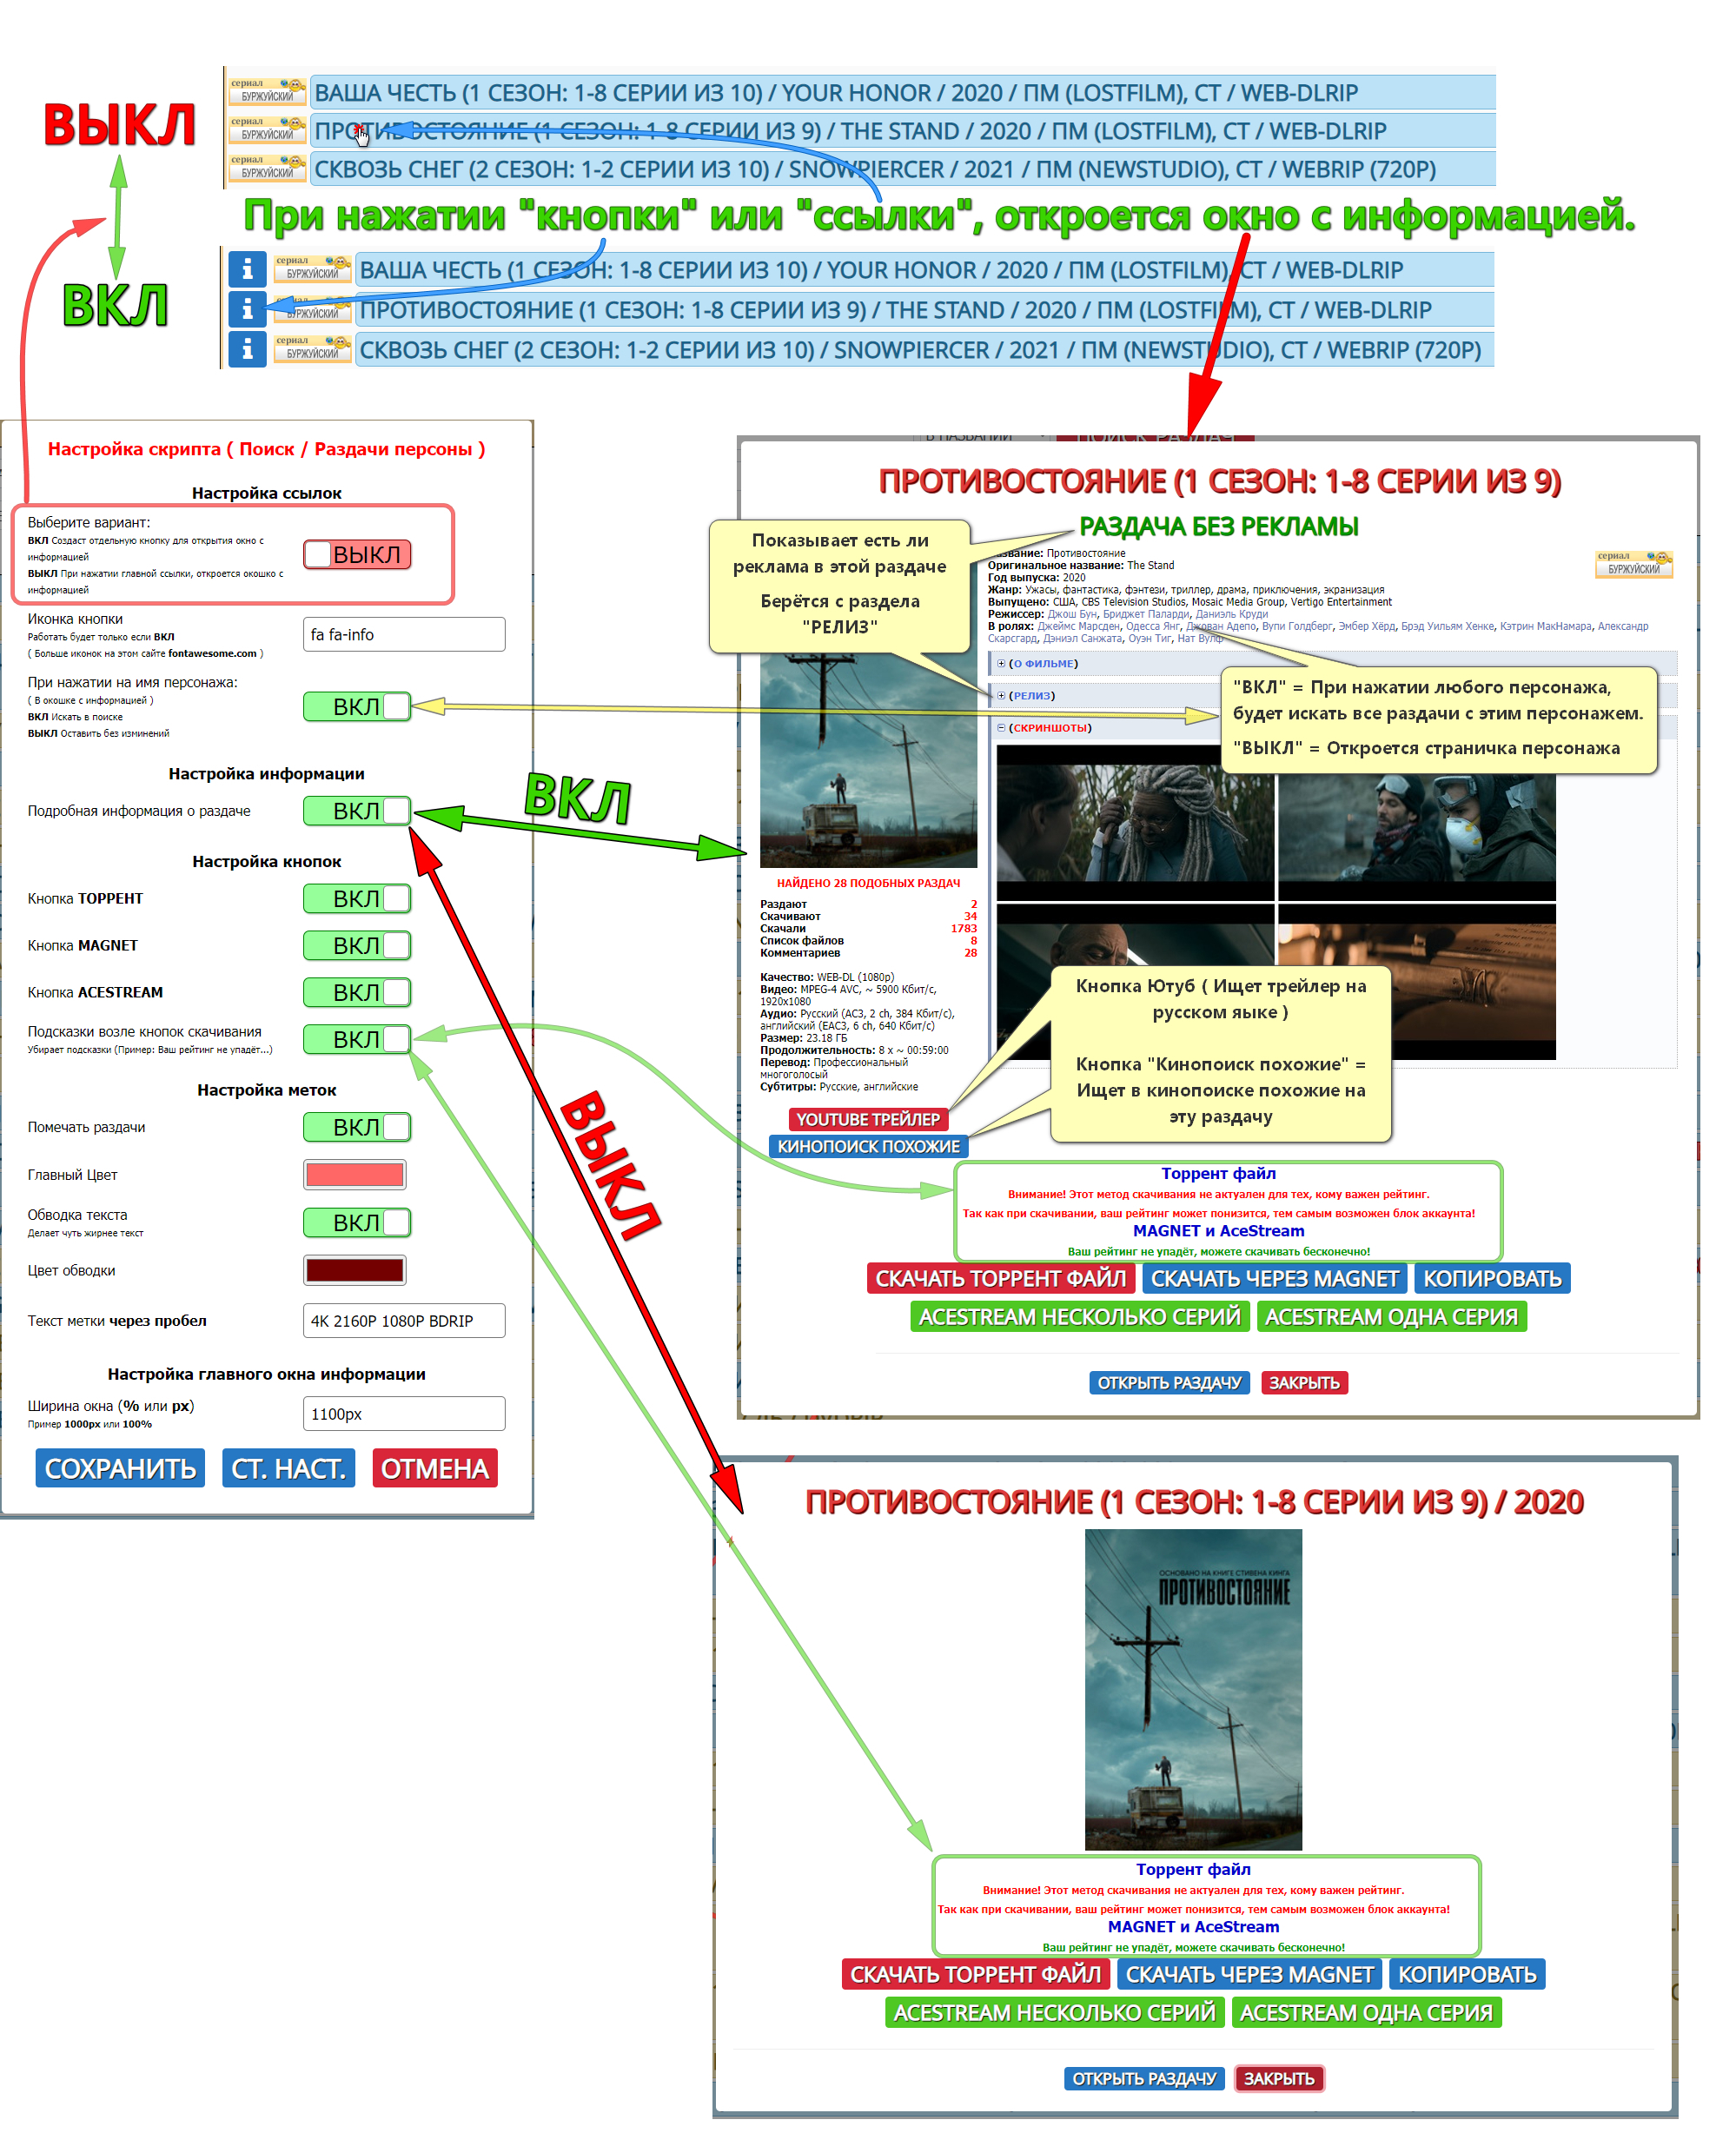 сериал
БУРЖУЙСКИЙ
ВАША ЧЕСТЬ (1 СЕЗОН: 1-8 СЕРИИ ИЗ 10) / YOUR HONOR / 2020 / ПМ (LOSTFILM), СТ / WEB-DLRIP
ВЫКЛ
сериал
БУРЖУЙСКИЙ
ПРОТИВОСТОЯНИЕ (1 СЕЗОН: 1-8 СЕРИИ ИЗ 9) / THE STAND / 2020 / ПМ (LOSTFILM), СТ / WEB-DLRIP
сериал
БУРЖУЙСКИЙ
СКВОЗЬ СНЕГ (2 СЕЗОН: 1-2 СЕРИИ ИЗ 10) / SNOWPIERCER / 2021 / ПМ (NEWSTUDIO), СТ / WEBRIP (720P)
При нажатии "кнопки" или "ссылки", откроется окно с информацией.
сериал
БУРЖУЙСКИЙ
ВАША ЧЕСТЬ (1 СЕЗОН: 1-8 СЕРИИ ИЗ 10) / YOUR HONOR / 2020 / ПМ (LOSTFILM), СТ / WEB-DLRIP
ВКЛ
БУРЖУЙСКИЙ
ПРОТИВОСТОЯНИЕ (1 СЕЗОН: 1-8 СЕРИИ ИЗ 9) / THE STAND / 2020 / ПМ (LOSTFILM), СТ / WEB-DLRIP
сериал
БУРЖУЙСКИЙ
СКВОЗЬ СНЕГ (2 СЕЗОН: 1-2 СЕРИИ ИЗ 10) / SNOWPIERCER / 2021 / ПМ (NEWSTUDIO), СТ / WEBRIP (720P)
Настройка скрипта ( Поиск / Раздачи персоны )
Настройка ссылок
Выберите вариант:
ВКЛ Создаст отдельную кнопку для открытия окно с
информацией
ВЫКЛ При нажатии главной ссылки, откроется окошко с
информацией
ВЫКЛ
Иконка кнопки
Работать будет только если ВКЛ
( Больше иконок на этом сайте fontawesome.com )
fa fa-info
При нажатии на имя персонажа:
( В окошке с информацией )
ВКЛ Искать в поиске
ВЫКЛ Оставить без изминений
ВКЛ
Настройка информации
Подробная информация о раздаче
ВКЛ
Настройка кнопок
Кнопка ТОРРЕНТ
ВКЛ
Кнопка MAGNET
ВКЛ
Кнопка ACESTREAM
ВКЛ
Подсказки возле кнопок скачивания
Убирает подсказки (Пример: Ваш рейтинг не упадёт...)
ВКЛ
Настройка меток
Помечать раздачи
ВКЛ
Главный Цвет
Обводка текста
Делает чуть жирнее текст
ВКЛ
Цвет обводки
Текст метки через пробел
4K 2160P 1080P BDRIP
Настройка главного окна информации
Ширина окна (% или px)
Пример 1000px или 100%
1100px
СОХРАНИТЬ
СТ. НАСТ.
ОТМЕНА
ВКЛ
ВЫКЛ
ПРОТИВОСТОЯНИЕ (1 СЕЗОН: 1-8 СЕРИИ ИЗ 9)
РАЗДАЧА БЕЗ РЕКЛАМЫ
Показывает есть ли
реклама в этой раздаче
Берётся с раздела
"РЕЛИЗ"
Название: Противостояние
Оригинальное название: The Stand
Год выпуска: 2020
Жанр: Ужасы, фантастика, фэнтези, триллер, драма, приключения, экранизация
Выпущено: США, CBS Television Studios, Mosaic Media Group, Vertigo Entertainment
Режиссер: Джош Бун, Бриджет Паларди, Даниэль Круди
В ролях: Джеймс Марсден, Одесса Янг, Джован Адепо, Вупи Голдберг, Эмбер Хёрд, Брэд Уильям Хенке, Кэтрин МакНамара, Александр
Скарсгард, Дэниэл Санжата, Оуэн Тиг, Нат Вулф
сериал
БУРЖУЙСКИЙ
(О ФИЛЬМЕ)
(РЕЛИЗ)
(СКРИНШОТЫ)
"ВКЛ" = При нажатии любого персонажа,
будет искать все раздачи с этим персонажем.
"ВЫКЛ" = Откроется страничка персонажа
НАЙДЕНО 28 ПОДОБНЫХ РАЗДАЧ
Раздают 2
Скачивают 34
Скачали 1783
Список файлов 8
Комментариев 28
Качество: WEB-DL (1080p)
Видео: MPEG-4 AVC, ~ 5900 Кбит/с,
1920x1080
Аудио: Русский (AC3, 2 ch, 384 Кбит/с),
английский (EAC3, 6 ch, 640 Кбит/с)
Размер: 23.18 ГБ
Продолжительность: 8 x ~ 00:59:00
Перевод: Профессиональный
многоголосый
Субтитры: Русские, английские
Кнопка Ютуб ( Ищет трейлер на
русском яыке )
Кнопка "Кинопоиск похожие" =
Ищет в кинопоиске похожие на
эту раздачу
YOUTUBE ТРЕЙЛЕР
КИНОПОИСК ПОХОЖИЕ
Торрент файл
Внимание! Этот метод скачивания не актуален для тех, кому важен рейтинг.
Так как при скачивании, ваш рейтинг может понизится, тем самым возможен блок аккаунта!
MAGNET и AceStream
Ваш рейтинг не упадёт, можете скачивать бесконечно!
СКАЧАТЬ ТОРРЕНТ ФАЙЛ
СКАЧАТЬ ЧЕРЕЗ MAGNET
КОПИРОВАТЬ
ACESTREAM НЕСКОЛЬКО СЕРИЙ
ACESTREAM ОДНА СЕРИЯ
ОТКРЫТЬ РАЗДАЧУ
ЗАКРЫТЬ
ПРОТИВОСТОЯНИЕ (1 СЕЗОН: 1-8 СЕРИИ ИЗ 9) / 2020
ОСНОВАНО НА КНИГЕ СТИВЕНА КИНГА
ПРОТИВОСТОЯНИЕ
Торрент файл
Внимание! Этот метод скачивания не актуален для тех, кому важен рейтинг.
Так как при скачивании, ваш рейтинг может понизится, тем самым возможен блок аккаунта!
MAGNET и AceStream
Ваш рейтинг не упадёт, можете скачивать бесконечно!
СКАЧАТЬ ТОРРЕНТ ФАЙЛ
СКАЧАТЬ ЧЕРЕЗ MAGNET
КОПИРОВАТЬ
ACESTREAM НЕСКОЛЬКО СЕРИЙ
ACESTREAM ОДНА СЕРИЯ
ОТКРЫТЬ РАЗДАЧУ
ЗАКРЫТЬ